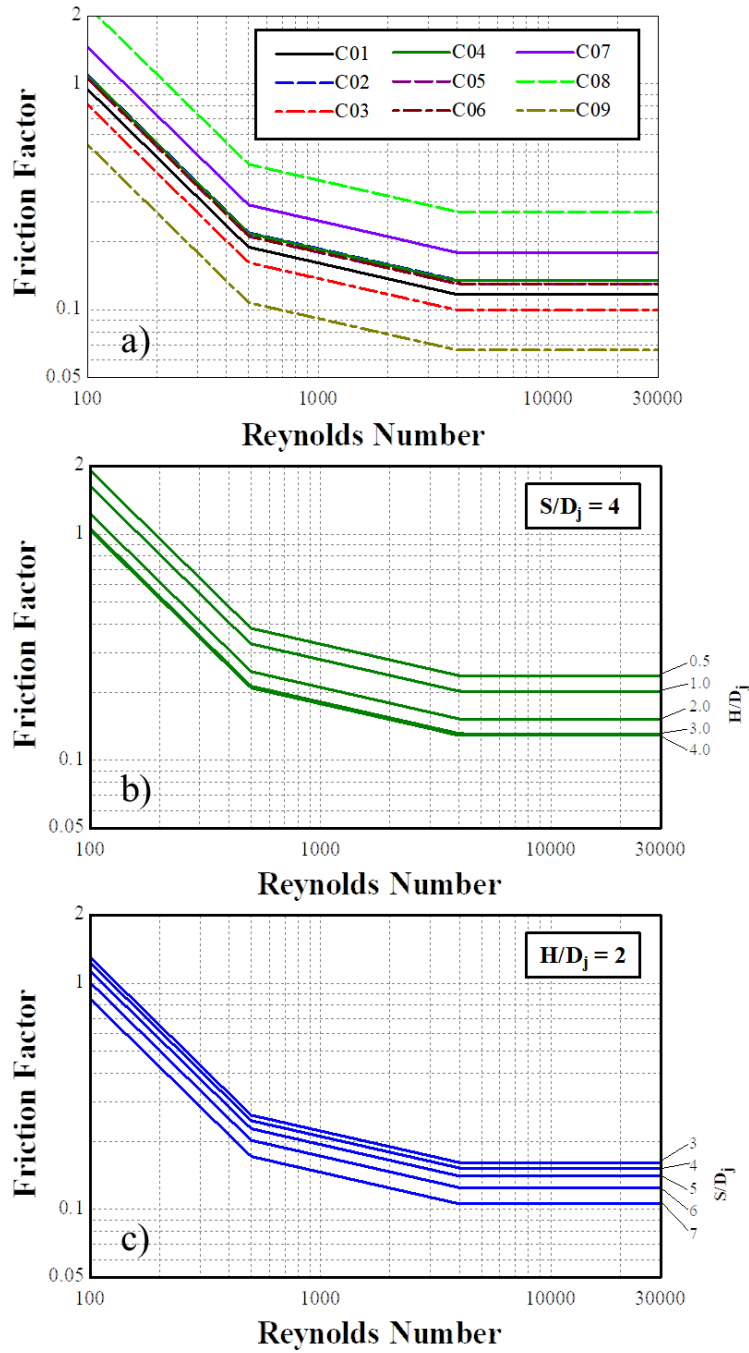 2
1
0.1
0.05
Friction Factor
C01 C04 C07
C02 C05 C08
C03 C06 C09
a)
100 1000 10000 30000
Reynolds Number
2
1
0.1
0.05
Friction Factor
S/Dj = 4
0.5
1.0
2.0
3.0
4.0
H/Dj
b)
100 1000 10000 30000
Reynolds Number
2
1
0.1
0.05
Friction Factor
H/Dj = 2
3
4
5
6
7
S/Dj
c)
100 1000 10000 30000
Reynolds Number